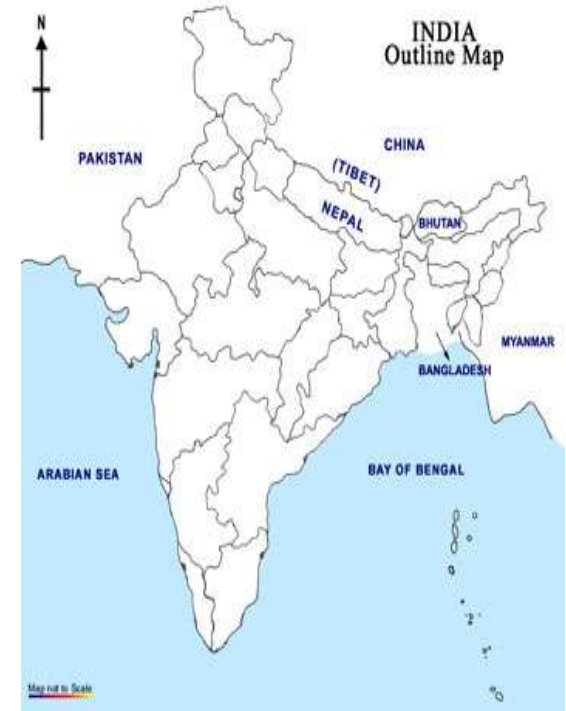 N
INDIA
Outline Map
CHINA
PAKISTAN
(TIBET)
NEPAL
BHUTAN
MYANMAR
BANGLADESH
ARABIAN SEA
BAY OF BENGAL
Map not to Scale